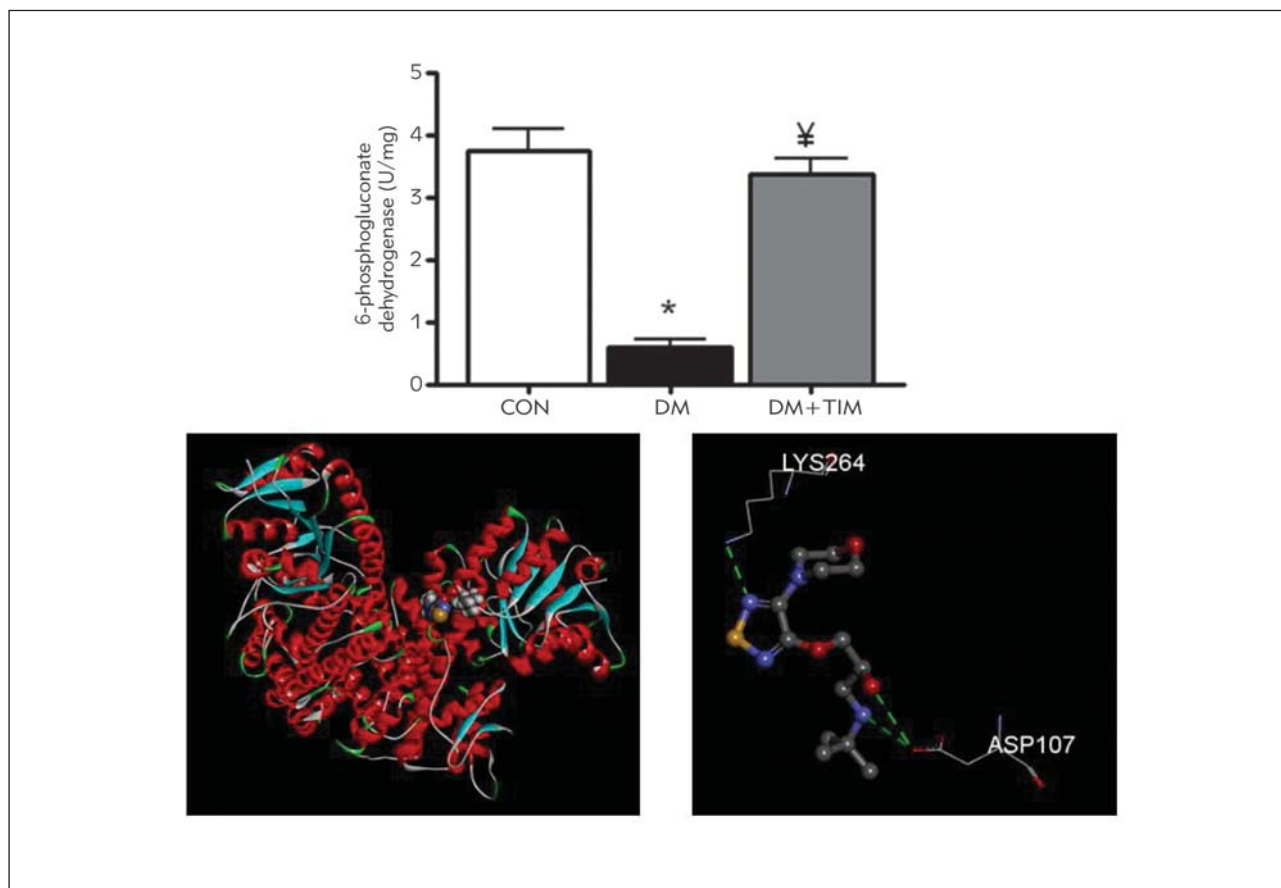 6-phosphogluconate
dehydrogenase (U/mg)
5
4
3
2
1
0
*
¥
CON
DM
DM+TIM
LYS264
ASP107